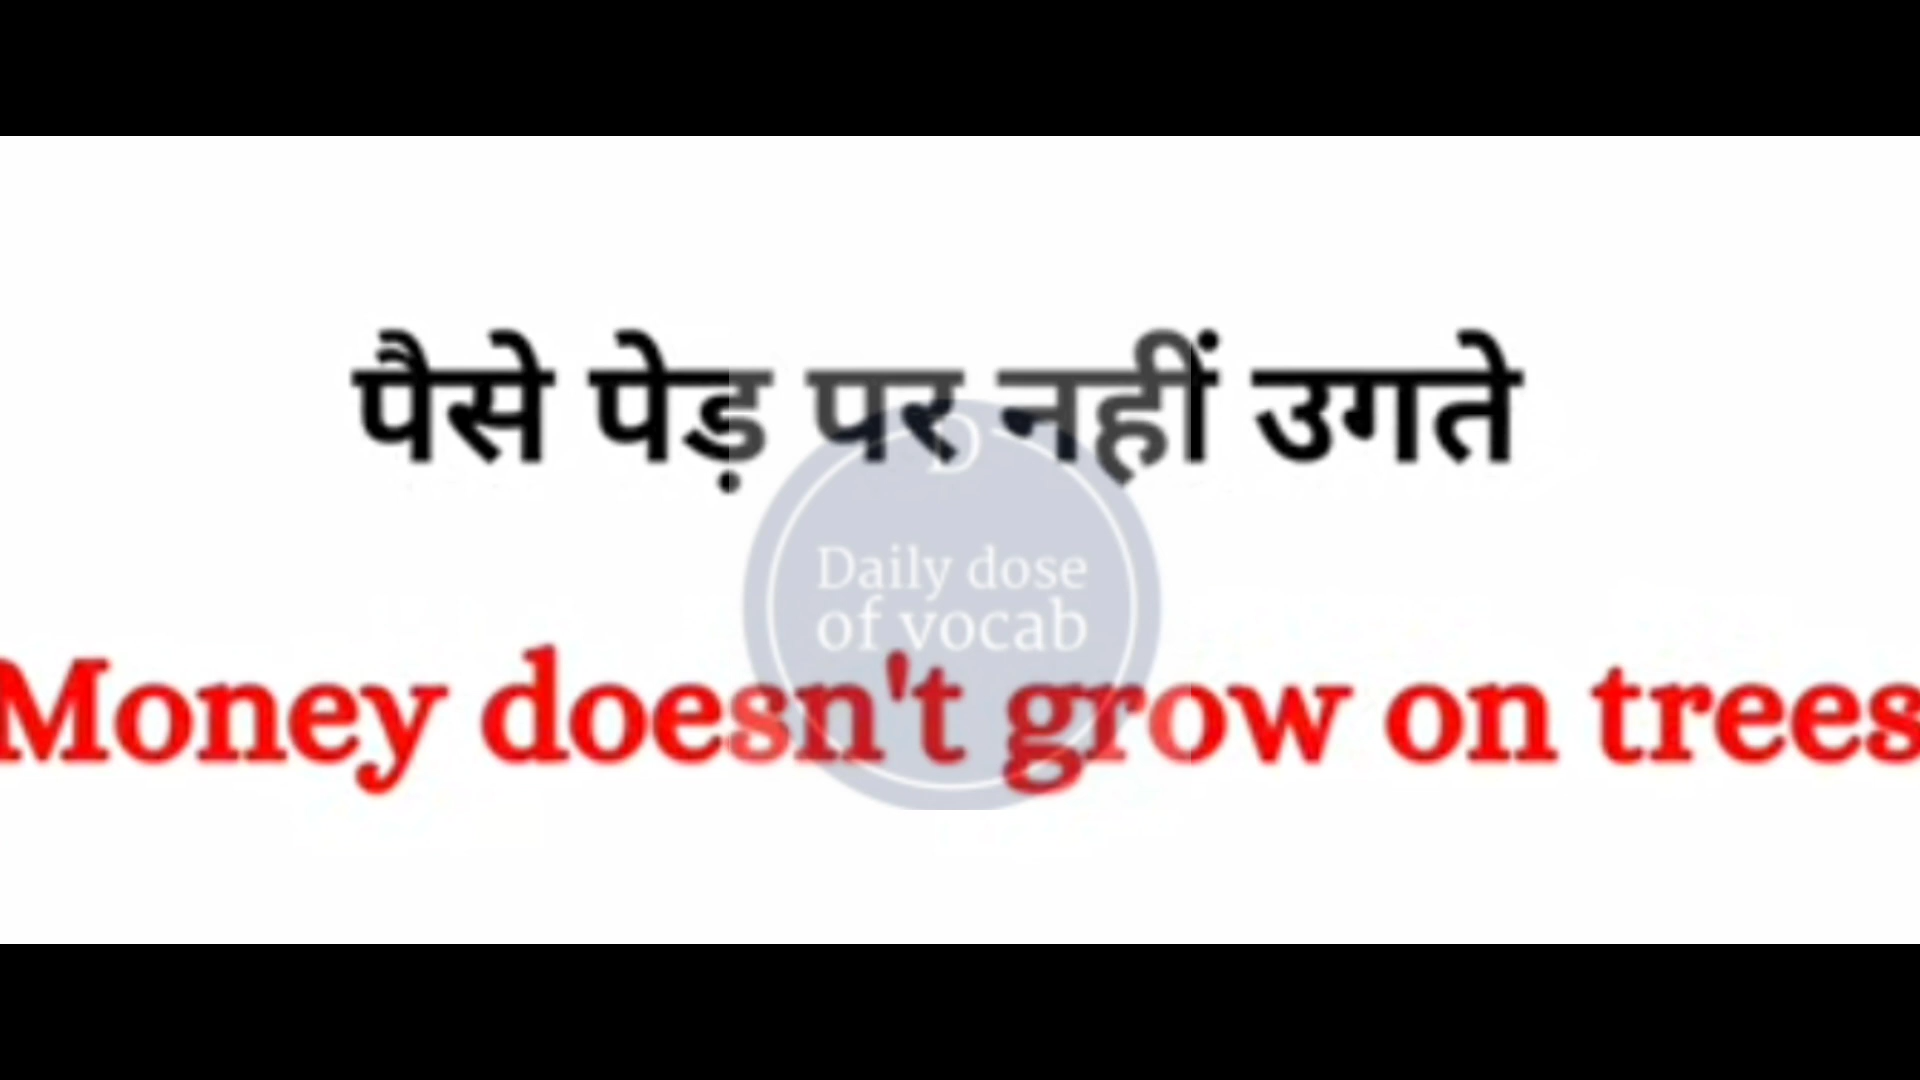 पैसे पेड़ पर नहीं उगते
D
Daily dose
of vocab
Money doesn't grow on trees